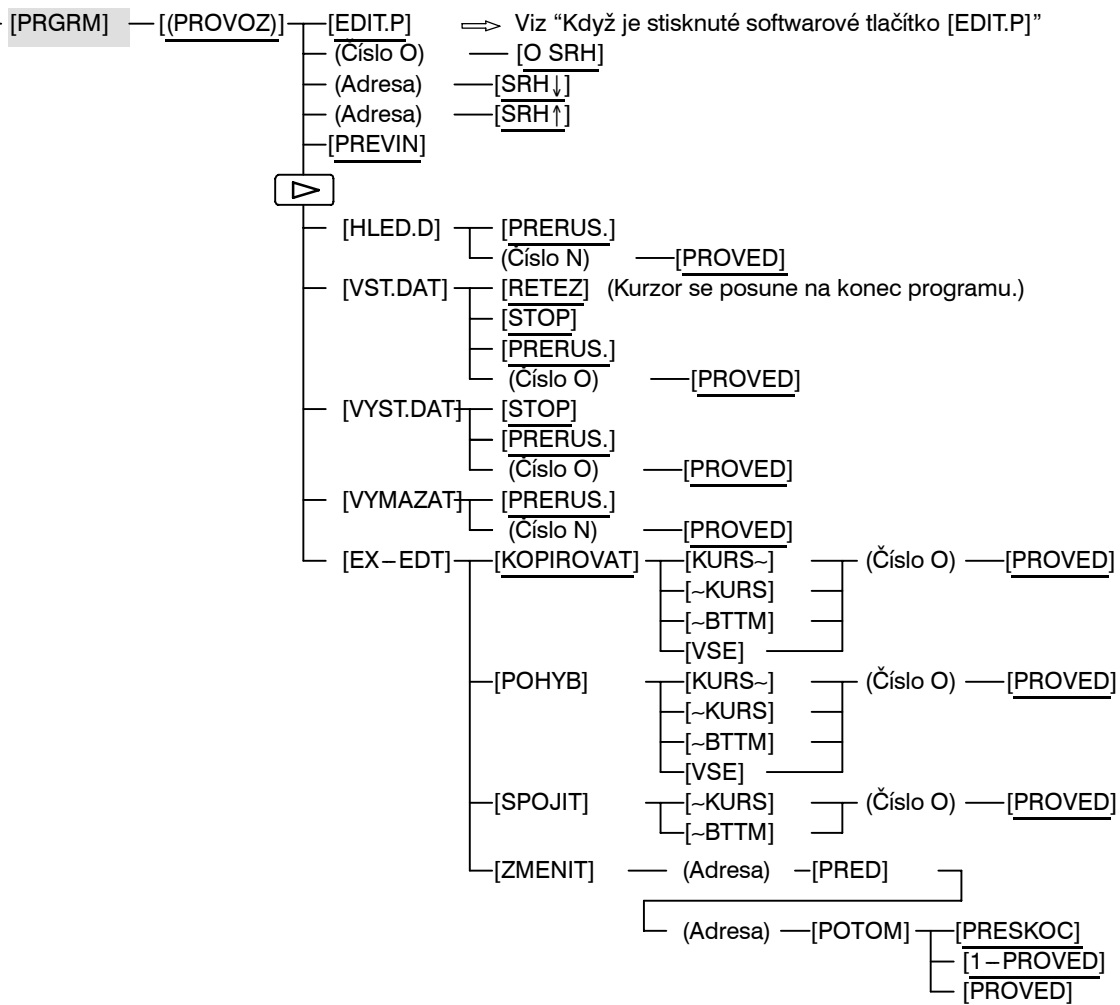 [PRGRM] [(PROVOZ)] [EDIT.P] Viz “Když je stisknuté softwarové tlačítko [EDIT.P]”
(Číslo O) [O SRH]
(Adresa) [SRH↓]
(Adresa) [SRH↑]
[PREVIN]
[HLED.D] [PRERUS.]
(Číslo N) [PROVED]
[VST.DAT] [RETEZ] (Kurzor se posune na konec programu.)
[STOP]
[PRERUS.]
(Číslo O) [PROVED]
[VYST.DAT] [STOP]
[PRERUS.]
(Číslo O) [PROVED]
[VYMAZAT] [PRERUS.]
(Číslo N) [PROVED]
[EX–EDT] [KOPIROVAT] [KURS~] (Číslo O) [PROVED]
[~KURS]
[~BTTM]
[VSE]
[POHYB] [KURS~] (Číslo O) [PROVED]
[~KURS]
[~BTTM]
[VSE]
[SPOJIT] [~KURS] (Číslo O) [PROVED]
[~BTTM]
[ZMENIT] (Adresa) [PRED]
(Adresa) [POTOM] [PRESKOC]
[1–PROVED]
[PROVED]